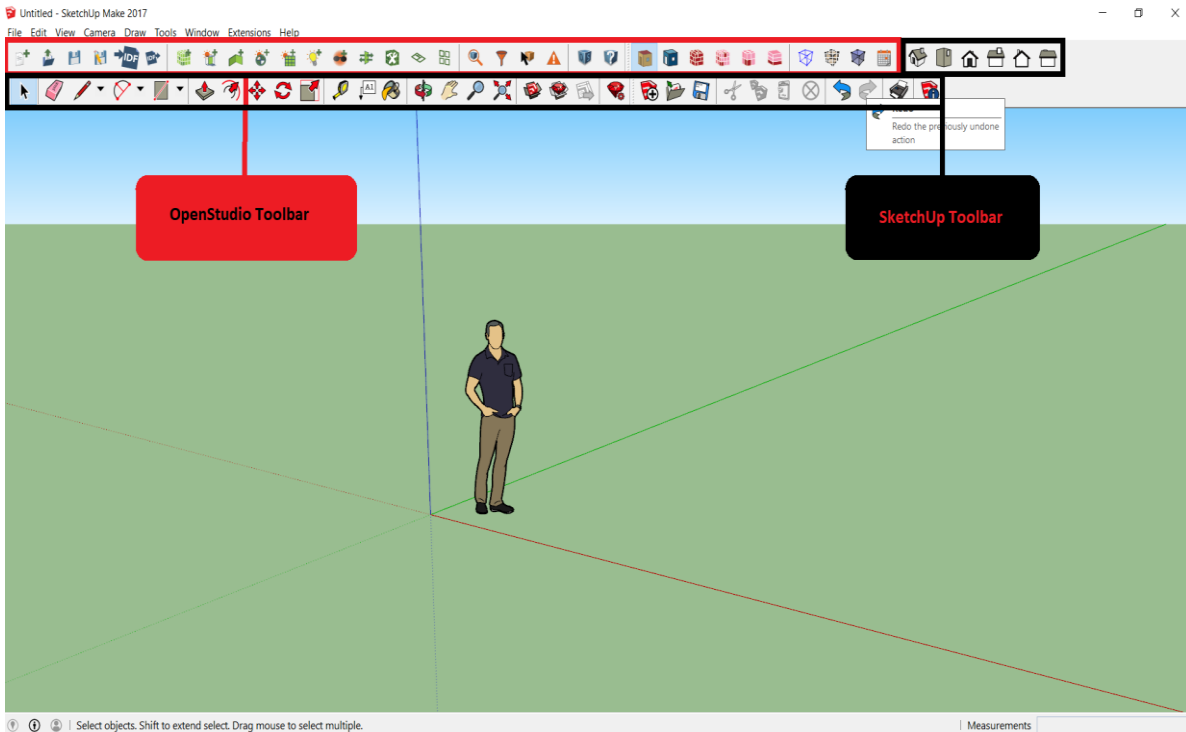 Untitled - SketchUp Make 2017
File Edit View Camera Draw Tools Window Extensions Help
IDF
IDF
AI
Redo the previously undone
action
OpenStudio Toolbar
SketchUp Toolbar
Select objects. Shift to extend select. Drag mouse to select multiple.
Measurements